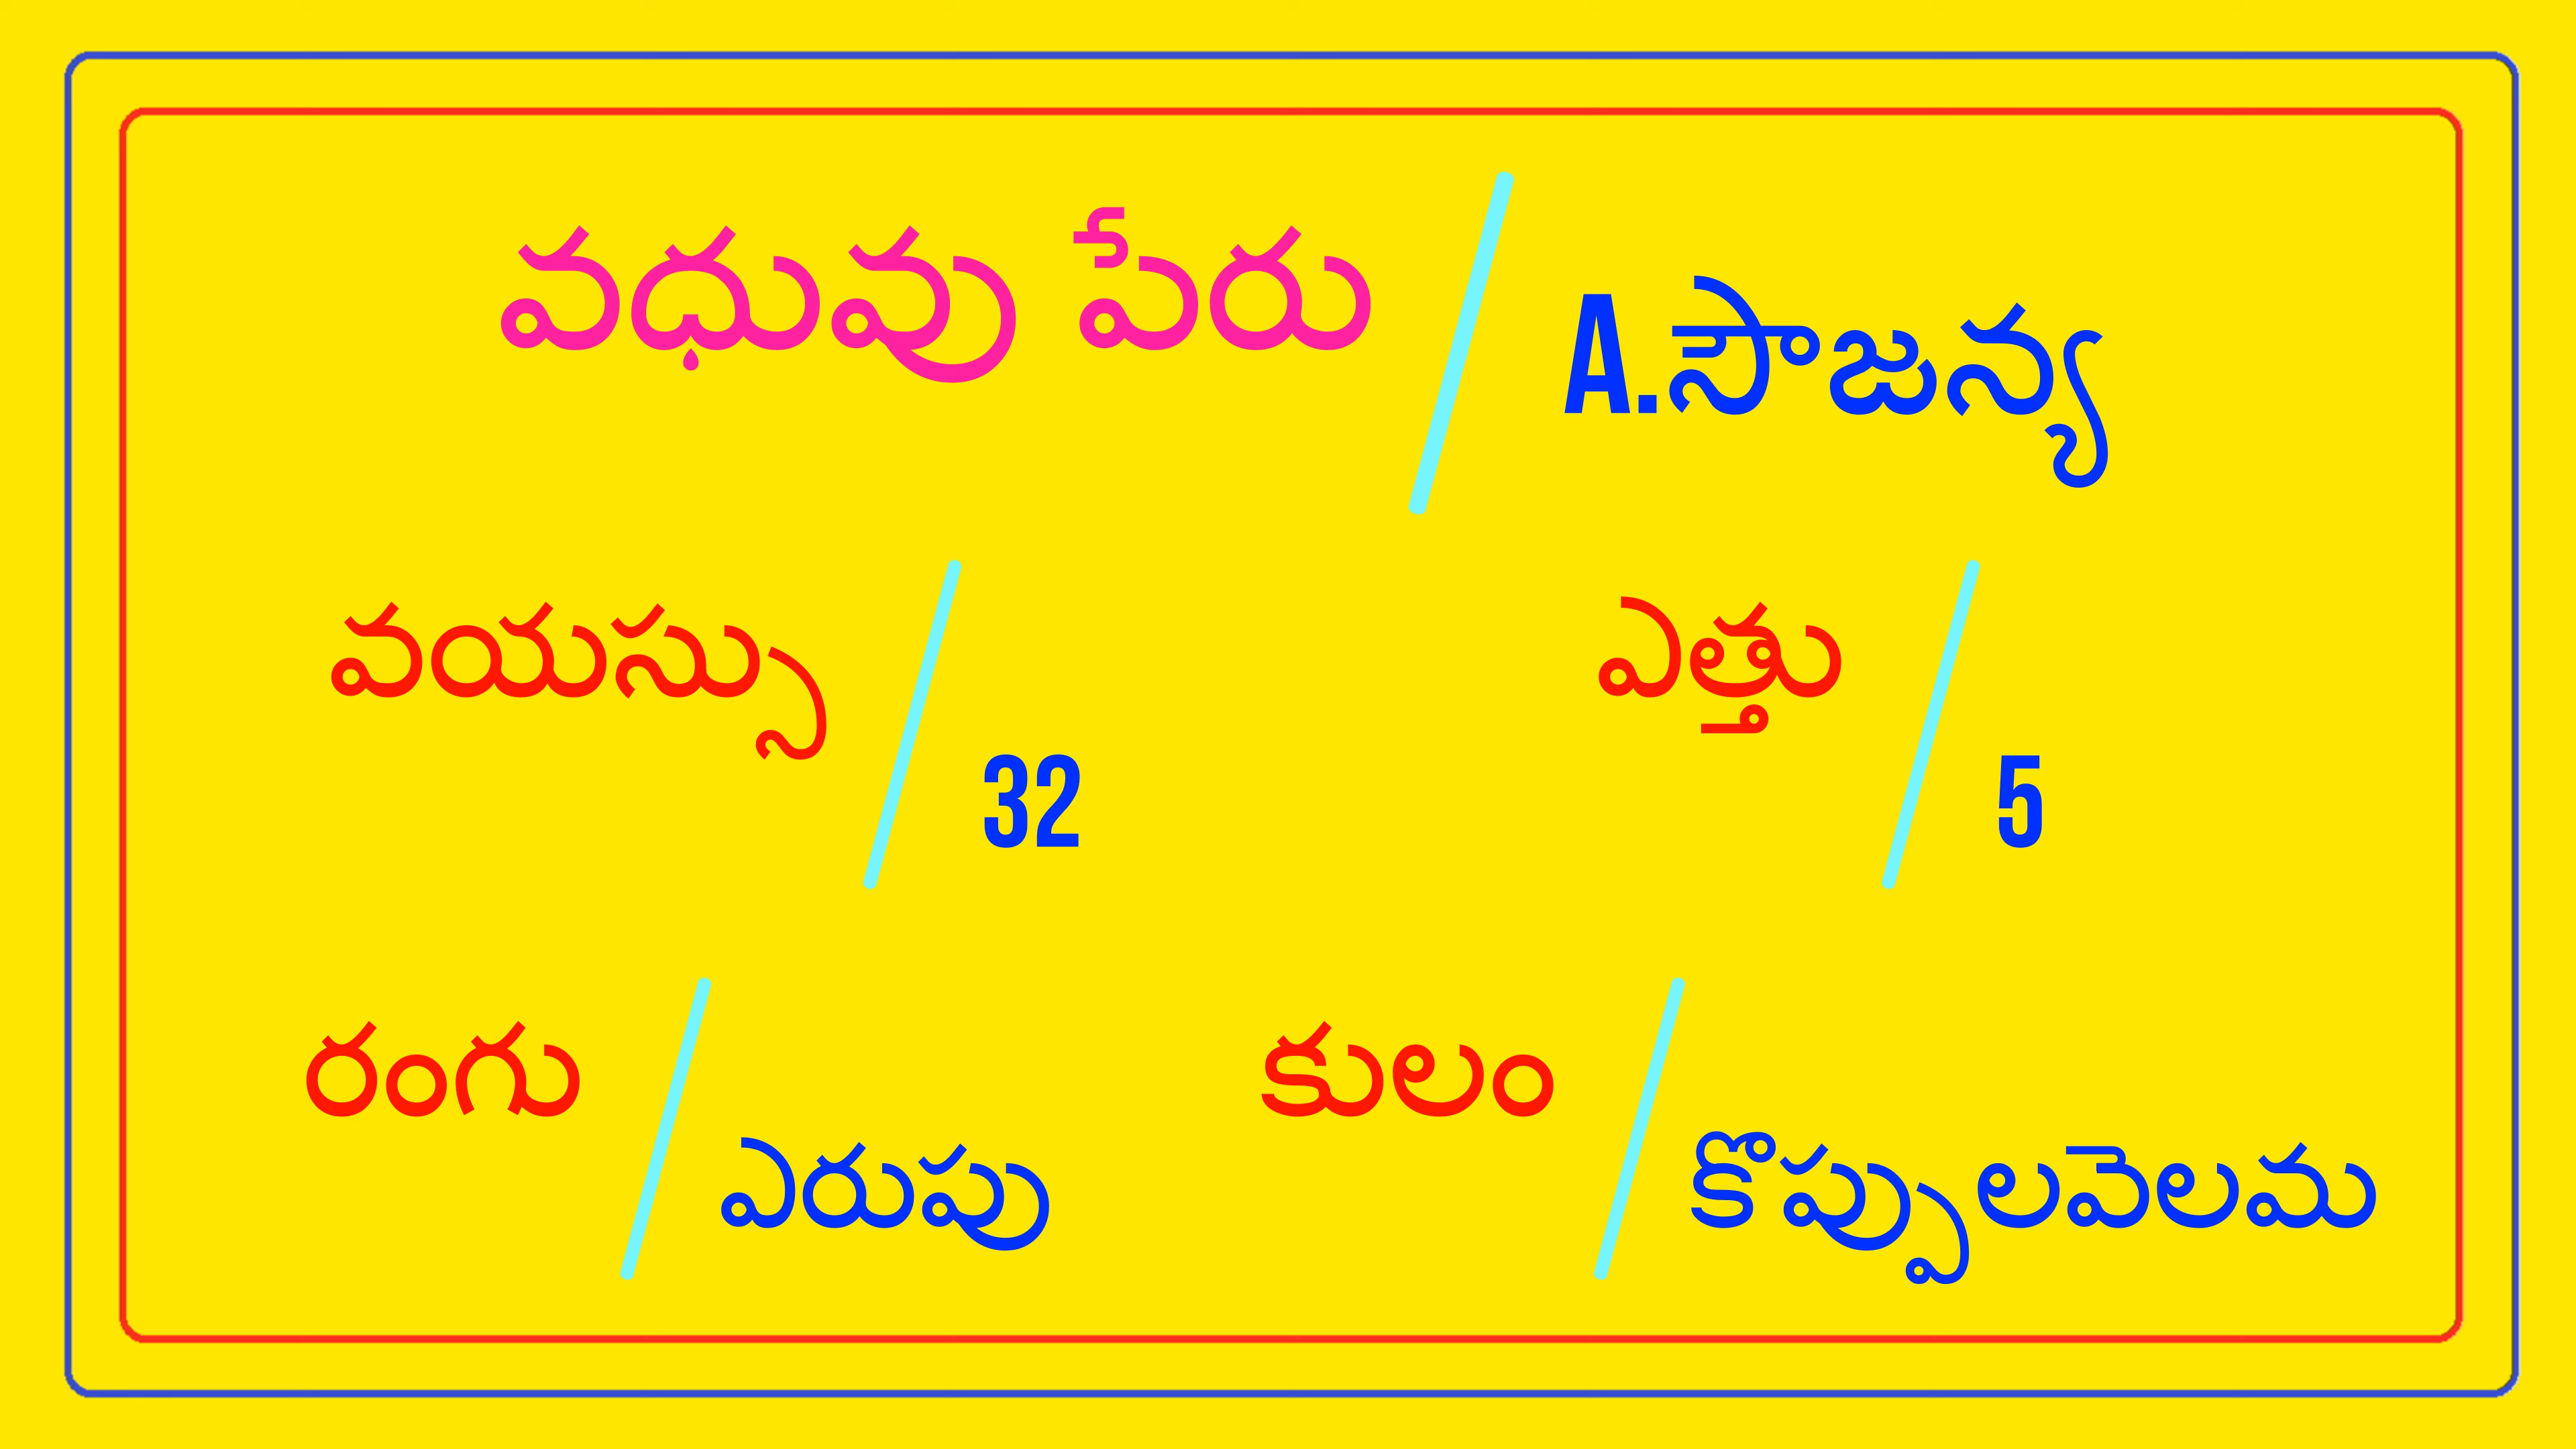 వధువు పేరు / A.సౌజన్య
వయస్సు / 32 ఎత్తు / 5
రంగు / ఎరుపు కులం / కొప్పులవెలమ